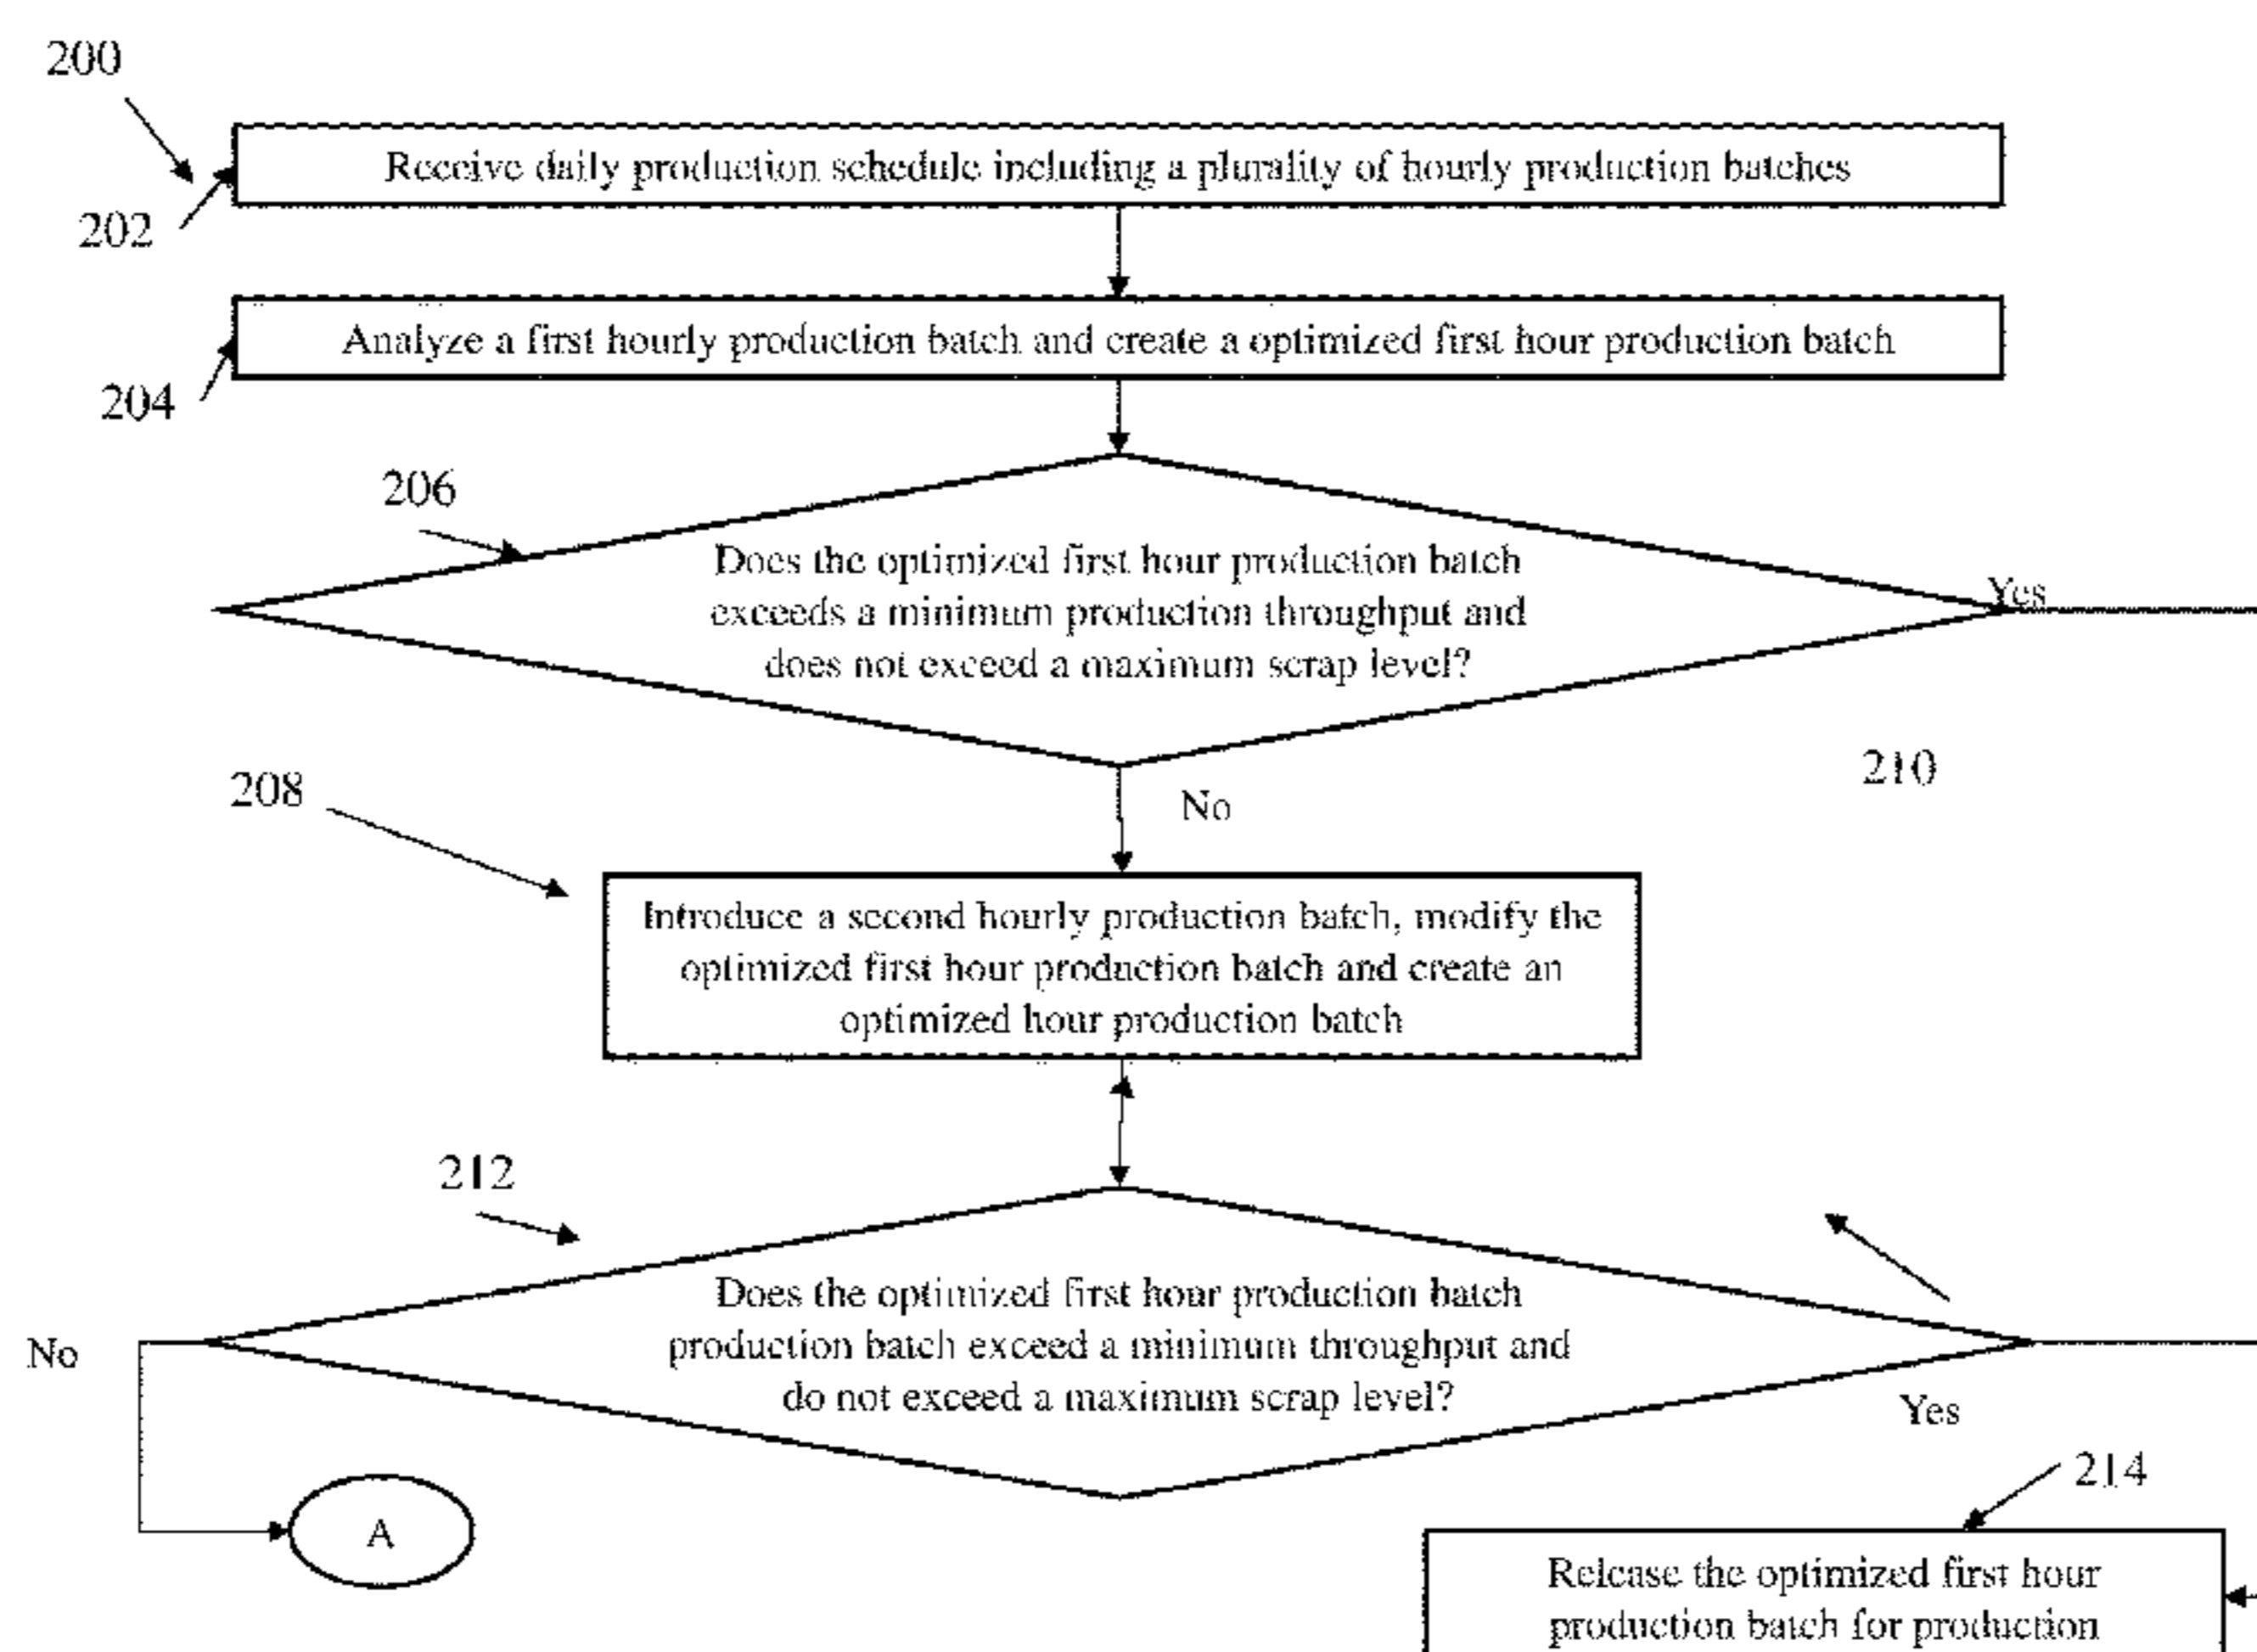 200
Receive daily production schedule including a plurality of hourly production batches
202
Analyze a first hourly production batch and create a optimized first hour production batch
204
206
Does the optimized first hour production batch
exceeds a minimum production throughput and
does not exceed a maximum scrap level?
Yes
210
208
No
Introduce a second hourly production batch, modify the
optimized first hour production batch and create an
optimized hour production batch
212
Does the optimized first hour production batch
production batch exceed a minimum throughput and
do not exceed a maximum scrap level?
No
Yes
214
A
Release the optimized first hour
production batch for production